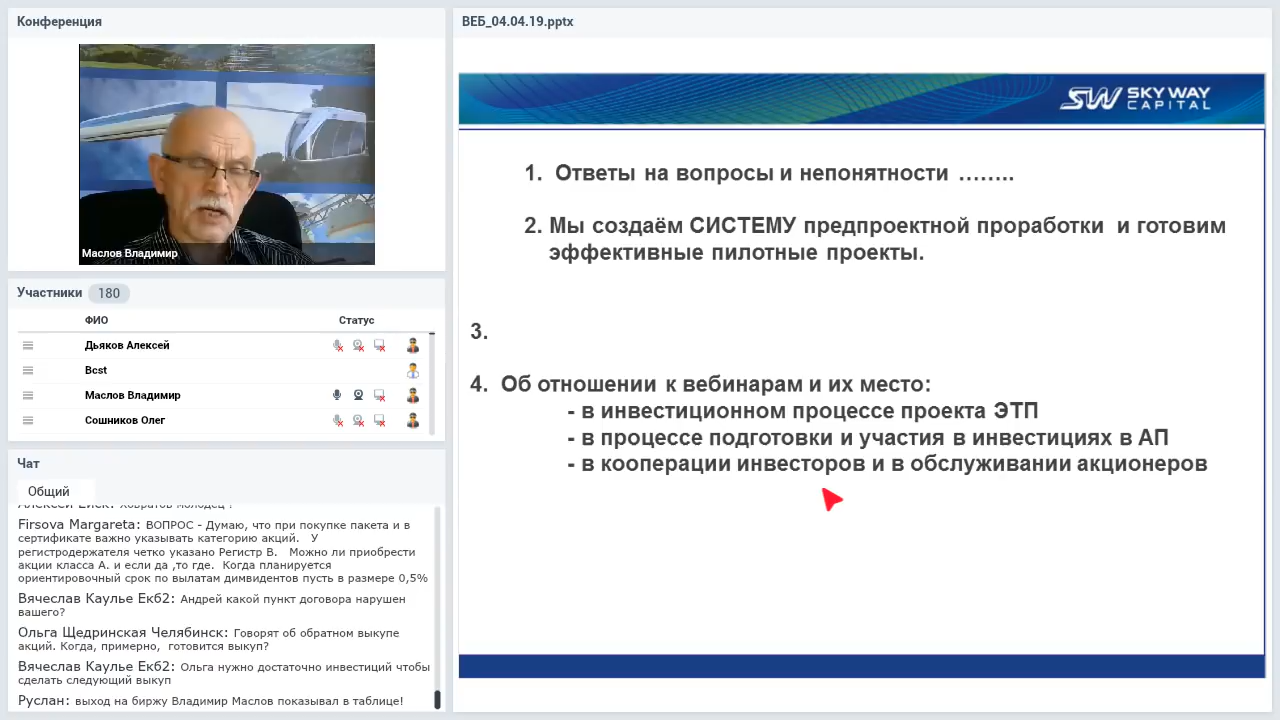 Конференция
Маслов Владимир
Участники 180
ФИО Статус
Дьяков Алексей
Bcst
Маслов Владимир
Сошников Олег
Чат
Общий
Firsova Margareta: ВОПРОС - Думаю, что при покупке пакета и в
сертификате важно указывать категорию акций. У
регистродержателя четко указано Регистр В. Можно ли приобрести
акции класса А. и если да ,то где. Когда планируется
ориентировочный срок по вылатам димвидентов пусть в размере 0,5%
Вячеслав Каулье Екб2: Андрей какой пункт договора нарушен
вашего?
Ольга Щедринская Челябинск: Говорят об обратном выкупе
акций. Когда, примерно, готовится выкуп?
Вячеслав Каулье Екб2: Ольга нужно достаточно инвестиций чтобы
сделать следующий выкуп
Руслан: выход на биржу Владимир Маслов показывал в таблице!
ВЕБ_04.04.19.pptx
SW SKY WAY
CAPITAL
1. Ответы на вопросы и непонятности ........
2. Мы создаём СИСТЕМУ предпроектной проработки и готовим
эффективные пилотные проекты.
3.
4. Об отношении к вебинарам и их место:
- в инвестиционном процессе проекта ЭТП
- в процессе подготовки и участия в инвестициях в АП
- в кооперации инвесторов и в обслуживании акционеров